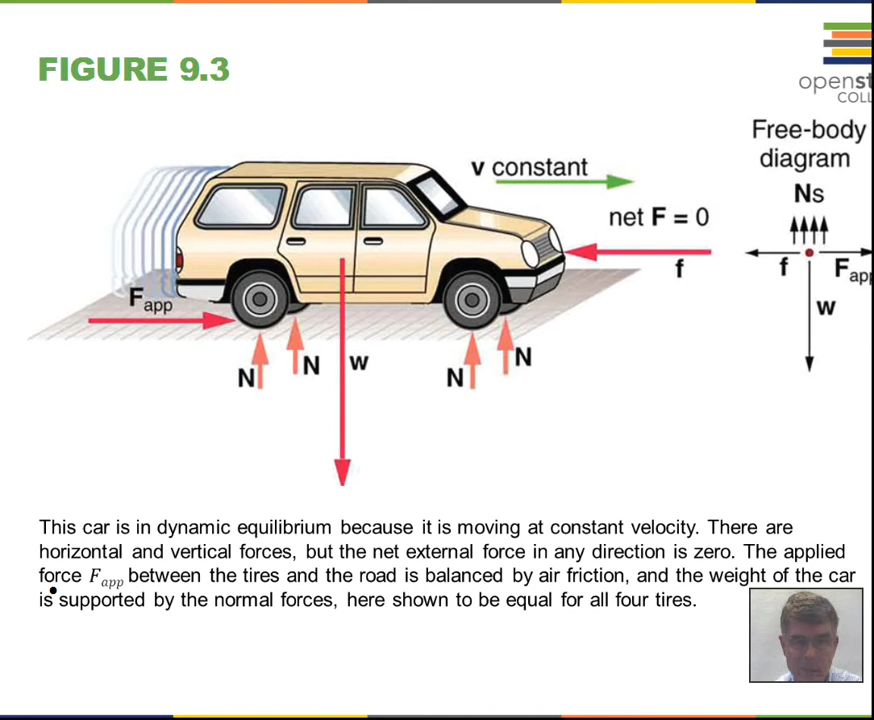 FIGURE 9.3
openst
COLL
Free-body
diagram
Ns
f
Fapp
w
v constant
net F = 0
f
Fapp
N
N
w
N
N
This car is in dynamic equilibrium because it is moving at constant velocity. There are
horizontal and vertical forces, but the net external force in any direction is zero. The applied
force Fapp between the tires and the road is balanced by air friction, and the weight of the car
is supported by the normal forces, here shown to be equal for all four tires.